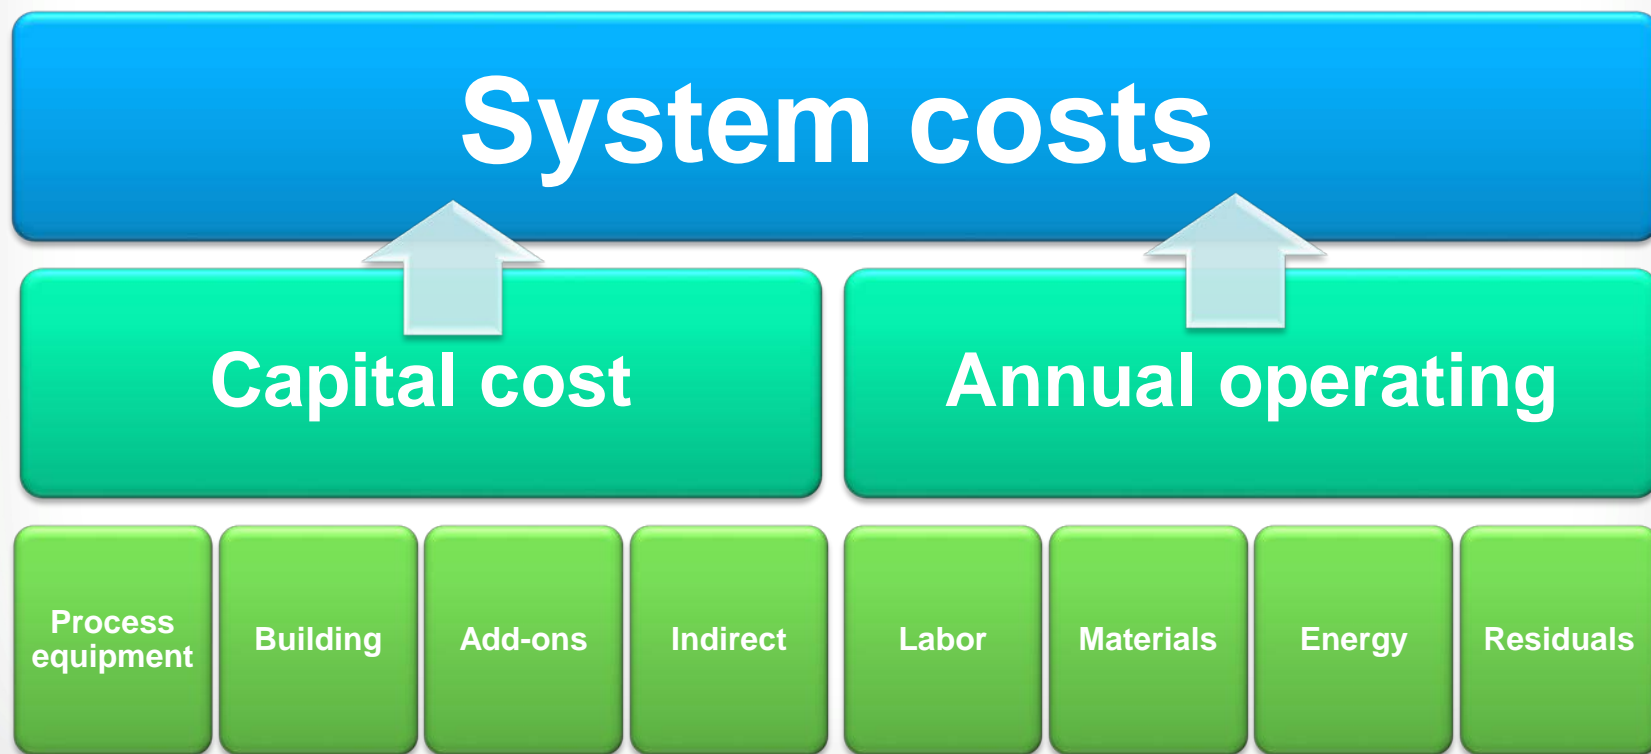 System costs
Capital cost
Annual operating
Process
equipment
Building
Add-ons
Indirect
Labor
Materials
Energy
Residuals